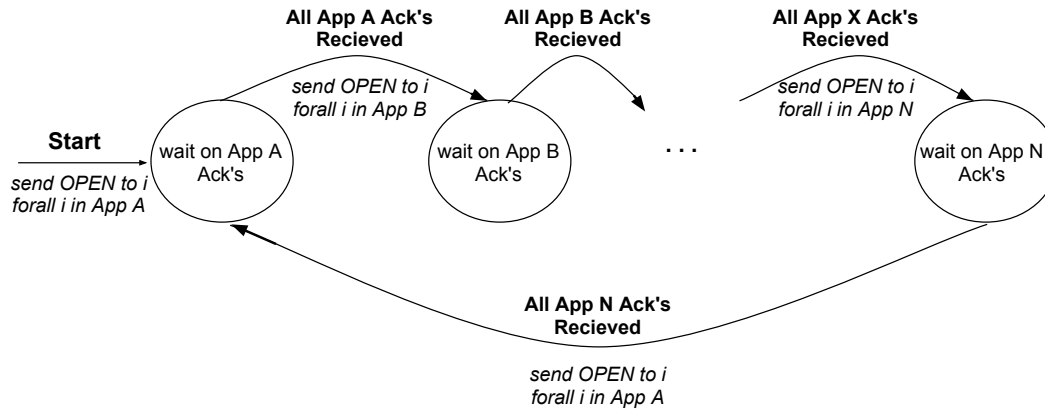 All App A Ack's
Recieved
All App B Ack's
Recieved
All App X Ack's
Recieved
send OPEN to i
forall i in App B
send OPEN to i
forall i in App N
Start
send OPEN to i
forall i in App A
wait on App A
Ack's
wait on App B
Ack's
. . .
wait on App N
Ack's
All App N Ack's
Recieved
send OPEN to i
forall i in App A